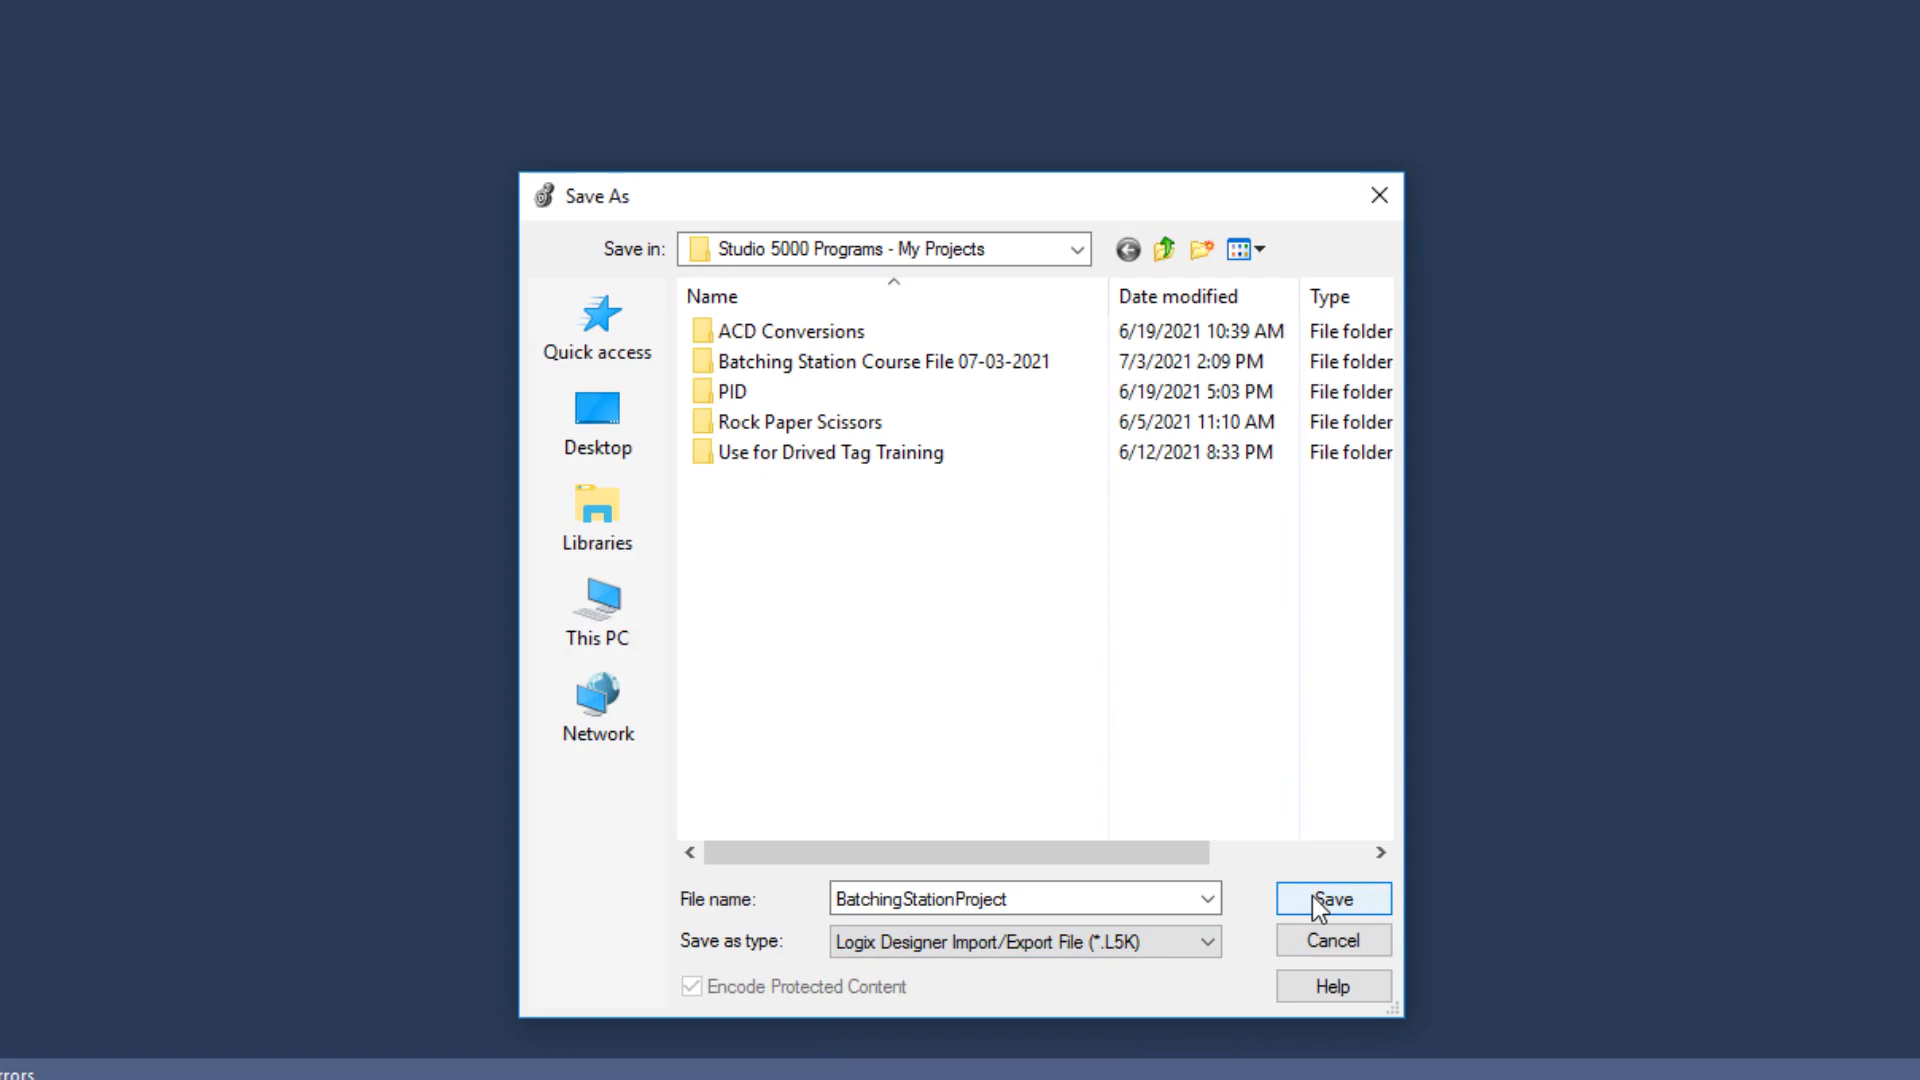 Save As
Save in: Studio 5000 Programs - My Projects
Name Date modified Type
ACD Conversions 6/19/2021 10:39 AM File folder
Batching Station Course File 07-03-2021 7/3/2021 2:09 PM File folder
PID 6/19/2021 5:03 PM File folder
Rock Paper Scissors 6/5/2021 11:10 AM File folder
Use for Drived Tag Training 6/12/2021 8:33 PM File folder
Quick access
Desktop
Libraries
This PC
Network
File name: BatchingStationProject Save
Save as type: Logix Designer Import/Export File (*.L5K) Cancel
Encode Protected Content Help
rrors